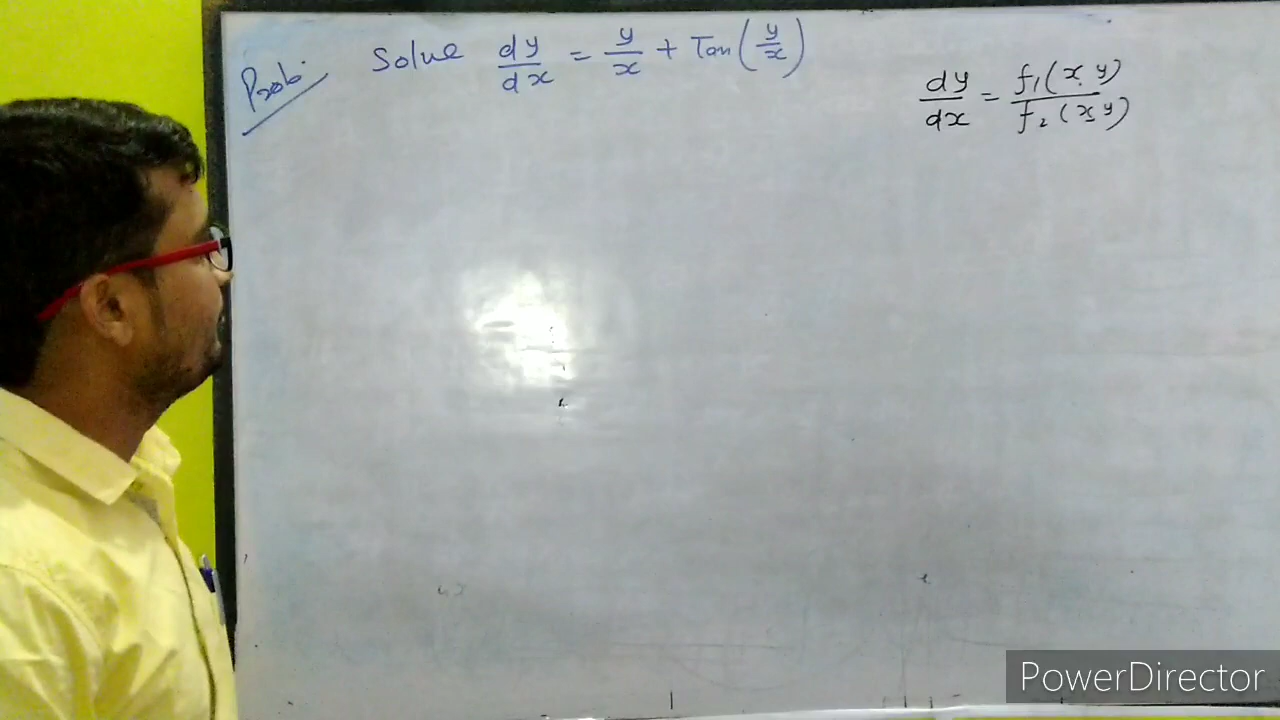 Prob. Solve dy/dx = y/x + Tan(y/x)
dy/dx = f₁(x, y)/f₂(x, y)
PowerDirector